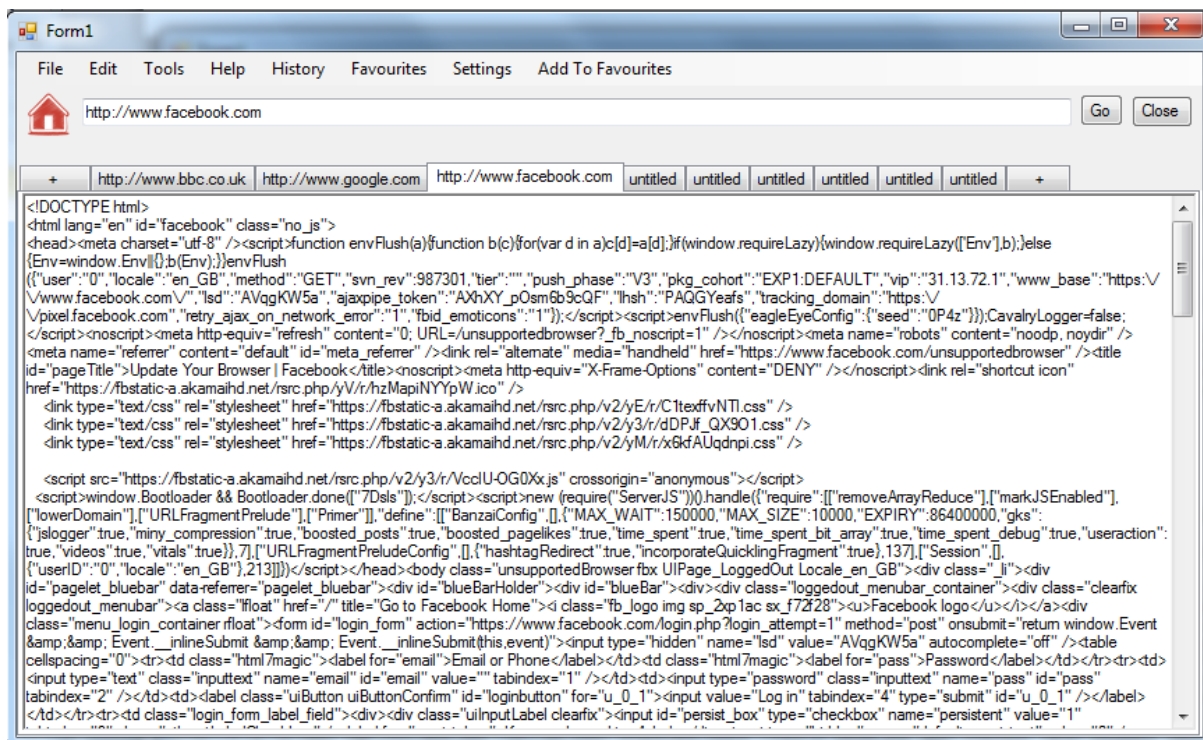 Form1
File Edit Tools Help History Favourites Settings Add To Favourites
http://www.facebook.com
Go Close
+ http://www.bbc.co.uk http://www.google.com http://www.facebook.com untitled untitled untitled untitled untitled untitled +
<!DOCTYPE html>
<html lang="en" id="facebook" class="no_js">
<head><meta charset="utf-8" /><script>function envFlush(a){function b(c){for(var d in a)c[d]=a[d];}if(window.requireLazy){window.requireLazy(['Env'],b);}else
{Env=window.Env||{};b(Env);}}envFlush
({"user":"0","locale":"en_GB","method":"GET","svn_rev":987301,"tier":"","push_phase":"V3","pkg_cohort":"EXP1:DEFAULT","vip":"31.13.72.1","www_base":"https:\/
\/www.facebook.com\/","lsd":"AVqgKW5a","ajaxpipe_token":"AXhXY_pOsm6b9cQF","lhsh":"PAQGYeafs","tracking_domain":"https:\/
\/pixel.facebook.com","retry_ajax_on_network_error":"1","fbid_emoticons":"1"});</script><script>envFlush({"eagleEyeConfig":{"seed":"0P4z"}});CavalryLogger=false;
</script><noscript><meta http-equiv="refresh" content="0; URL=/unsupportedbrowser?_fb_noscript=1" /></noscript><meta name="robots" content="noodp, noydir" />
<meta name="referrer" content="default" id="meta_referrer" /><link rel="alternate" media="handheld" href="https://www.facebook.com/unsupportedbrowser" /><title
id="pageTitle">Update Your Browser | Facebook</title><noscript><meta http-equiv="X-Frame-Options" content="DENY" /></noscript><link rel="shortcut icon"
href="https://fbstatic-a.akamaihd.net/rsrc.php/yV/r/hzMapiNYYpW.ico" />
<link type="text/css" rel="stylesheet" href="https://fbstatic-a.akamaihd.net/rsrc.php/v2/yE/r/C1texffvNTl.css" />
<link type="text/css" rel="stylesheet" href="https://fbstatic-a.akamaihd.net/rsrc.php/v2/y3/r/dDPJf_QX9O1.css" />
<link type="text/css" rel="stylesheet" href="https://fbstatic-a.akamaihd.net/rsrc.php/v2/yM/r/x6kfAUqdnpi.css" />
<script src="https://fbstatic-a.akamaihd.net/rsrc.php/v2/y3/r/VcclU-OG0Xx.js" crossorigin="anonymous"></script>
<script>window.Bootloader && Bootloader.done(["7Dsls"]);</script><script>new (require("ServerJS"))().handle({"require":[["removeArrayReduce"],["markJSEnabled"],
["lowerDomain"],["URLFragmentPrelude"],["Primer"]],"define":[["BanzaiConfig",[],{"MAX_WAIT":150000,"MAX_SIZE":10000,"EXPIRY":86400000,"gks":
{"jslogger":true,"miny_compression":true,"boosted_posts":true,"boosted_pagelikes":true,"time_spent":true,"time_spent_bit_array":true,"time_spent_debug":true,"useraction":
true,"videos":true,"vitals":true}},7],["URLFragmentPreludeConfig",[],{"hashtagRedirect":true,"incorporateQuicklingFragment":true},137],["Session",[],
{"userID":"0","locale":"en_GB"},213]]})</script></head><body class="unsupportedBrowser fbx UIPage_LoggedOut Locale_en_GB"><div class="_li"><div
id="pagelet_bluebar" data-referrer="pagelet_bluebar"><div id="blueBarHolder"><div id="blueBar"><div><div class="loggedout_menubar_container"><div class="clearfix
loggedout_menubar"><a class="lfloat" href="/" title="Go to Facebook Home"><i class="fb_logo img sp_2xp1ac sx_f72f28"><u>Facebook logo</u></i></a><div
class="menu_login_container rfloat"><form id="login_form" action="https://www.facebook.com/login.php?login_attempt=1" method="post" onsubmit="return window.Event
&amp;&amp; Event.__inlineSubmit &amp;&amp; Event.__inlineSubmit(this,event)"><input type="hidden" name="lsd" value="AVqgKW5a" autocomplete="off" /><table
cellspacing="0"><tr><td class="html7magic"><label for="email">Email or Phone</label></td><td class="html7magic"><label for="pass">Password</label></td></tr><tr><td>
<input type="text" class="inputtext" name="email" id="email" value="" tabindex="1" /></td><td><input type="password" class="inputtext" name="pass" id="pass"
tabindex="2" /></td><td><label class="uiButton uiButtonConfirm" id="loginbutton" for="u_0_1"><input value="Log in" tabindex="4" type="submit" id="u_0_1" /></label>
</td></tr><tr><td class="login_form_label_field"><div><div class="uiInputLabel clearfix"><input id="persist_box" type="checkbox" name="persistent" value="1"